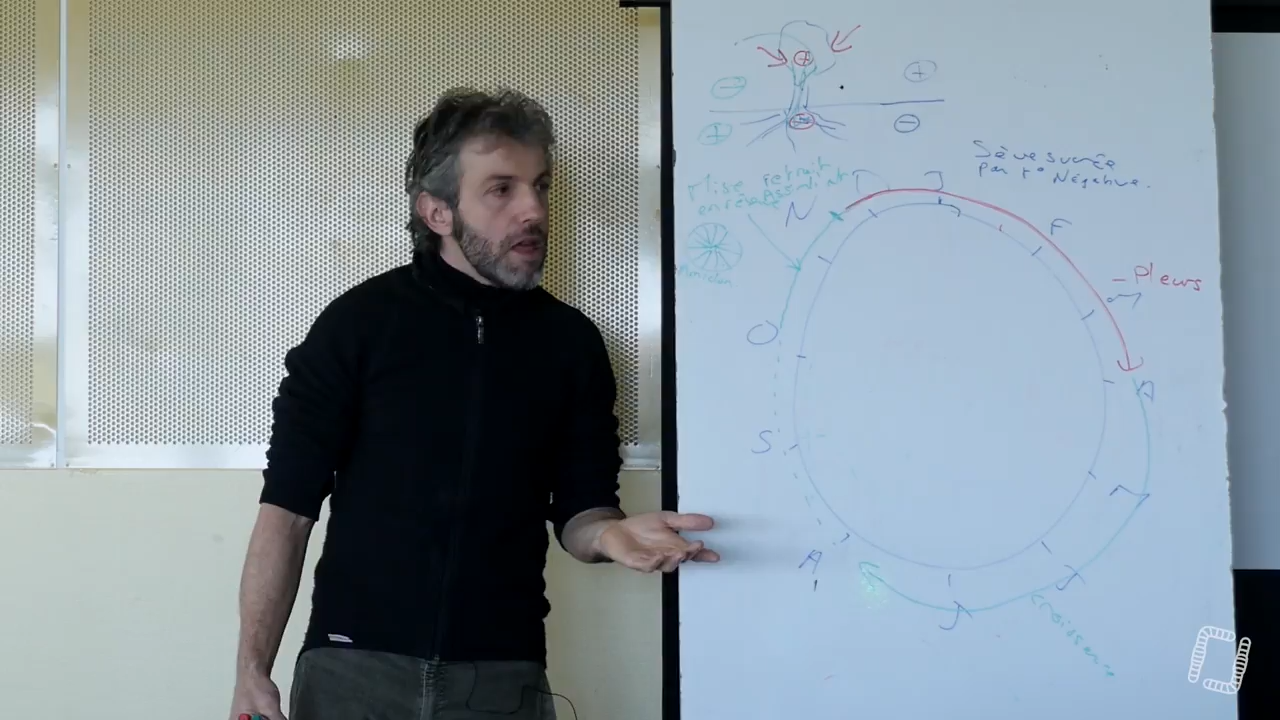 +
- +
+ -
Sève sucrée
par r° Négative.
Mise
en réserve
retrait
D
J
N
F
- Pleurs
O
S
A
M
J
J
croissance